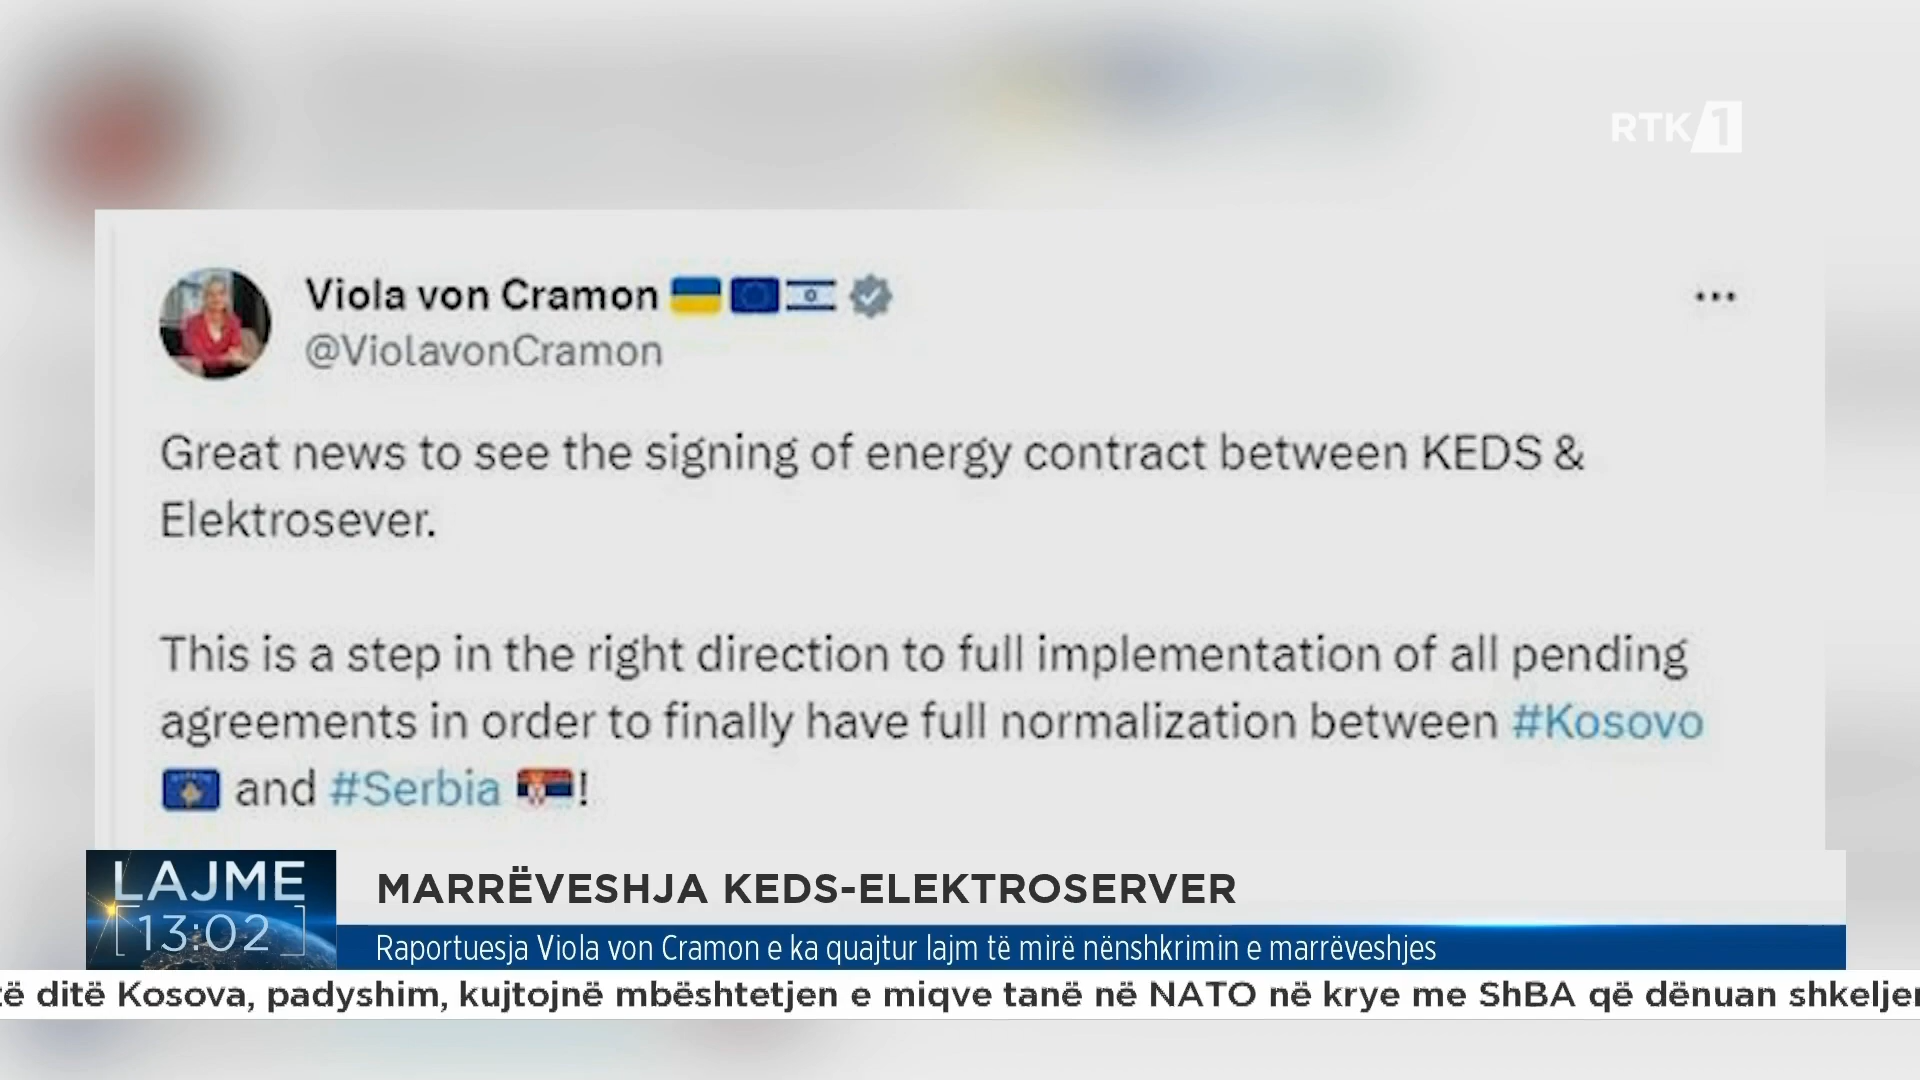 RTK 1
Viola von Cramon
@ViolavonCramon
Great news to see the signing of energy contract between KEDS &
Elektrosever.
This is a step in the right direction to full implementation of all pending
agreements in order to finally have full normalization between #Kosovo
and #Serbia !
LAJME
13:02
MARRËVESHJA KEDS-ELEKTROSERVER
Raportuesja Viola von Cramon e ka quajtur lajm të mirë nënshkrimin e marrëveshjes
të ditë Kosova, padyshim, kujtojnë mbështetjen e miqve tanë në NATO në krye me ShBA që dënuan shkeljen